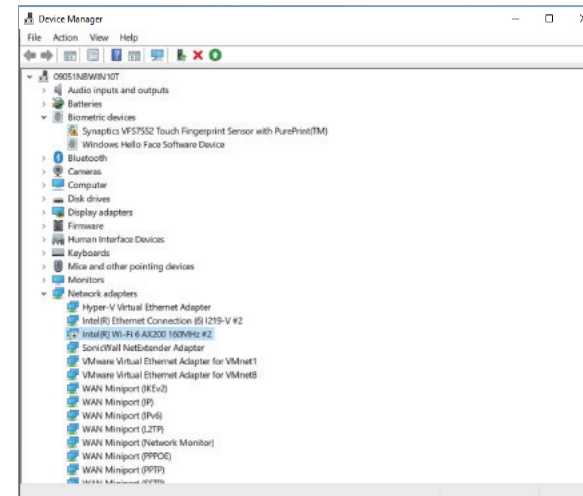 Device Manager
File Action View Help
09051NBWIN10T
Audio inputs and outputs
Batteries
Biometric devices
Synaptics VFS7552 Touch Fingerprint Sensor with PurePrint(TM)
Windows Hello Face Software Device
Bluetooth
Cameras
Computer
Disk drives
Display adapters
Firmware
Human Interface Devices
Keyboards
Mice and other pointing devices
Monitors
Network adapters
Hyper-V Virtual Ethernet Adapter
Intel(R) Ethernet Connection (6) I219-V #2
Intel(R) Wi-Fi 6 AX200 160MHz #2
SonicWall NetExtender Adapter
VMware Virtual Ethernet Adapter for VMnet1
VMware Virtual Ethernet Adapter for VMnet8
WAN Miniport (IKEv2)
WAN Miniport (IP)
WAN Miniport (IPv6)
WAN Miniport (L2TP)
WAN Miniport (Network Monitor)
WAN Miniport (PPPOE)
WAN Miniport (PPTP)
WAN Miniport (SSTP)